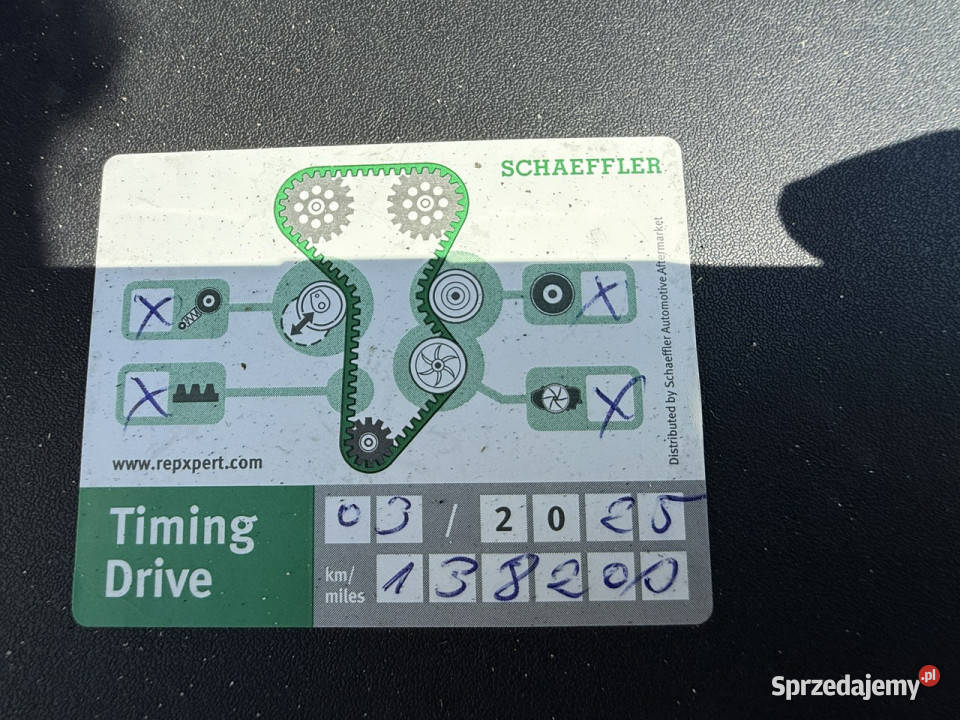 SCHAEFFLER
X
X
X
X
Distributed by Schaeffler Automotive Aftermarket
www.repxpert.com
Timing
Drive
03 / 2025
km/
miles
138200
Sprzedajemy.pl